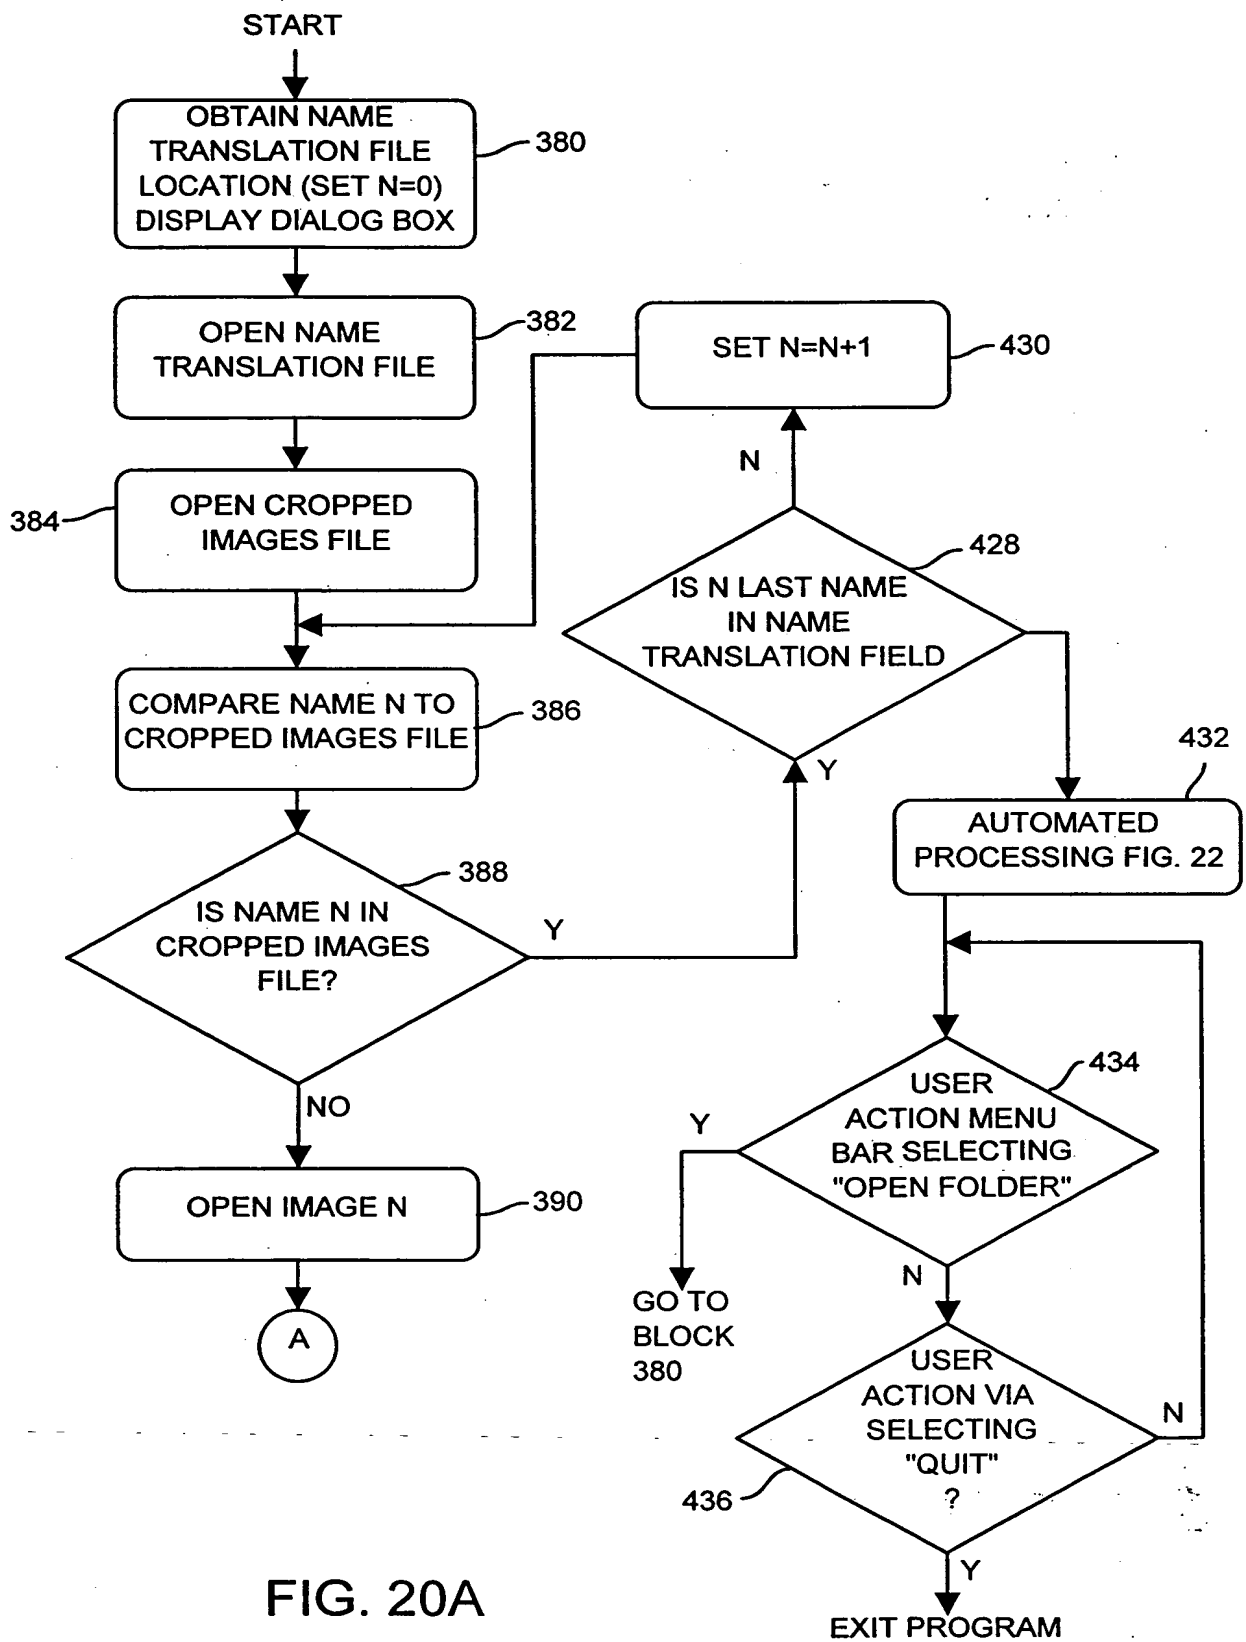 START
OBTAIN NAME
TRANSLATION FILE
LOCATION (SET N=0)
DISPLAY DIALOG BOX
380
OPEN NAME
TRANSLATION FILE
382
OPEN CROPPED
IMAGES FILE
384
COMPARE NAME N TO
CROPPED IMAGES FILE
386
IS NAME N IN
CROPPED IMAGES
FILE?
388
Y
NO
OPEN IMAGE N
390
A
SET N=N+1
430
N
IS N LAST NAME
IN NAME
TRANSLATION FIELD
428
Y
432
AUTOMATED
PROCESSING FIG. 22
USER
ACTION MENU
BAR SELECTING
"OPEN FOLDER"
434
Y
GO TO
BLOCK
380
N
USER
ACTION VIA
SELECTING
"QUIT"
?
436
N
Y
EXIT PROGRAM
FIG. 20A